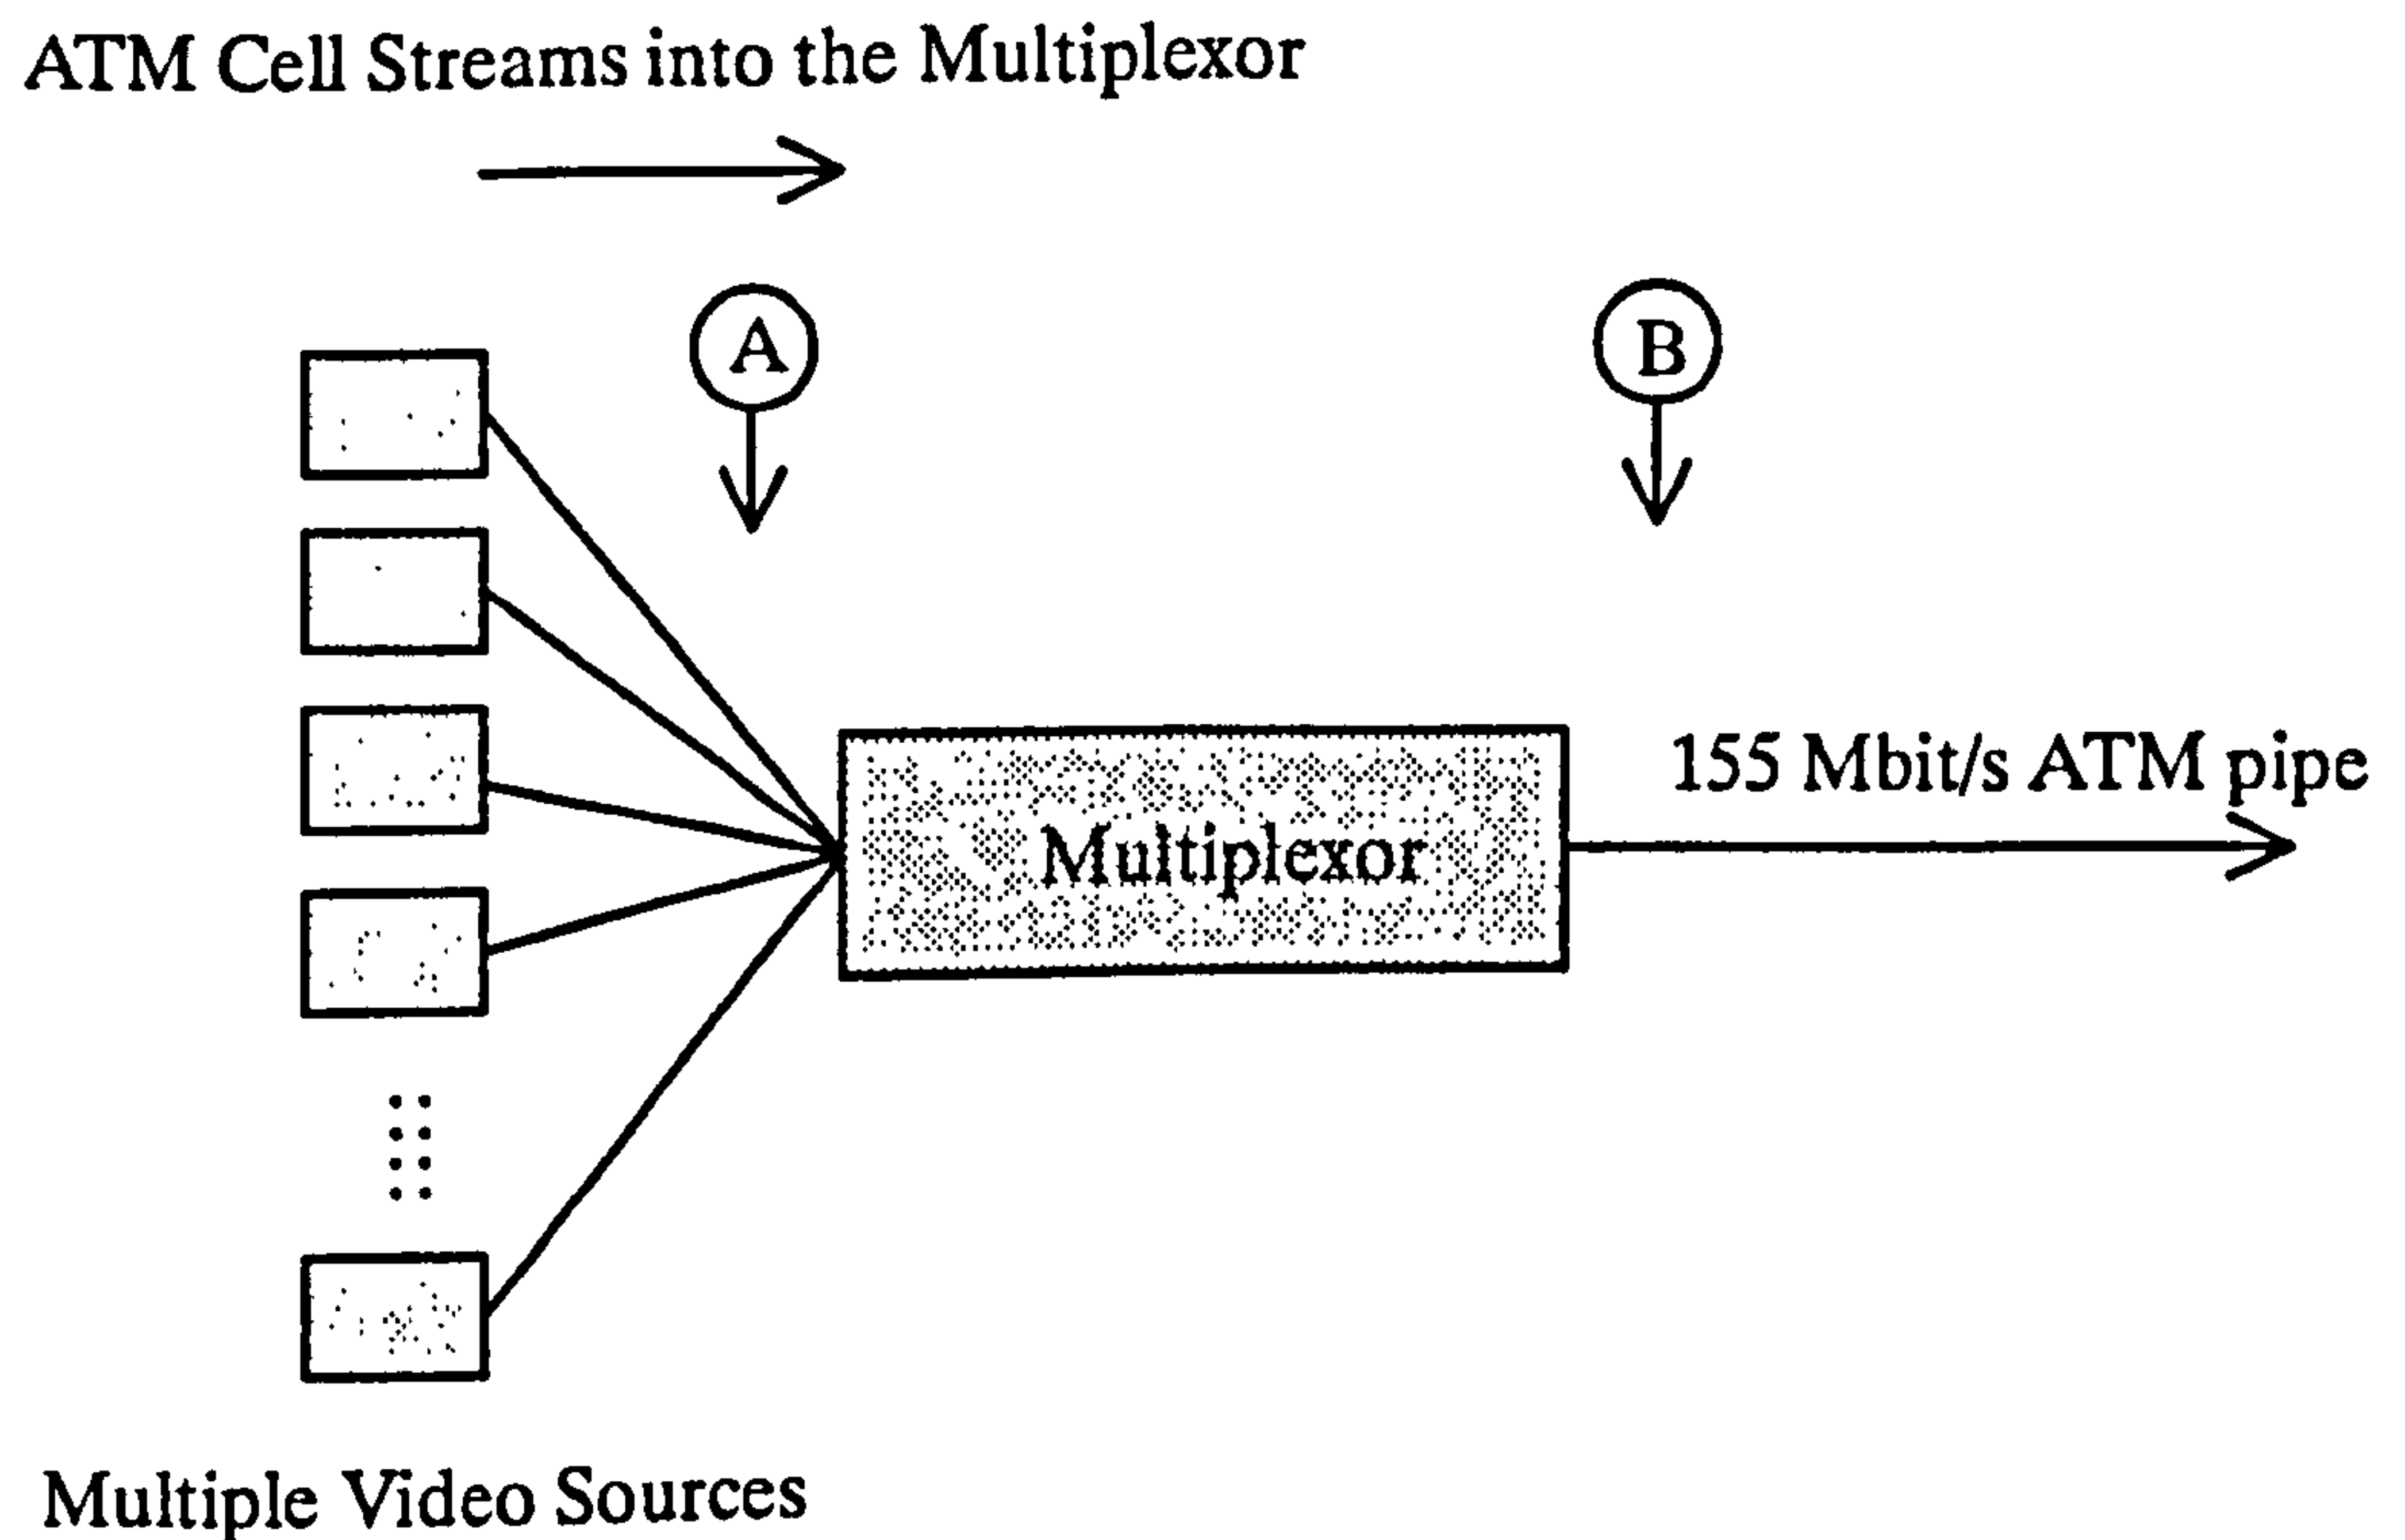 ATM Cell Streams into the Multiplexor
A
B
155 Mbit/s ATM pipe
Multiplexor
Multiple Video Sources